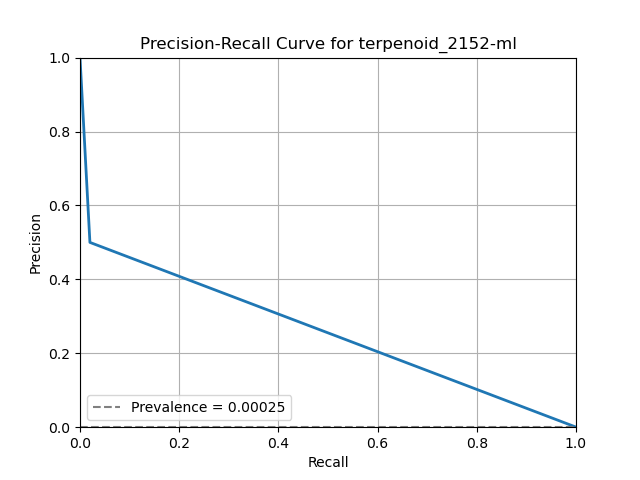 Precision-Recall Curve for terpenoid_2152-ml
1.0
0.8
0.6
0.4
0.2
0.0
Precision
Prevalence = 0.00025
0.0 0.2 0.4 0.6 0.8 1.0
Recall